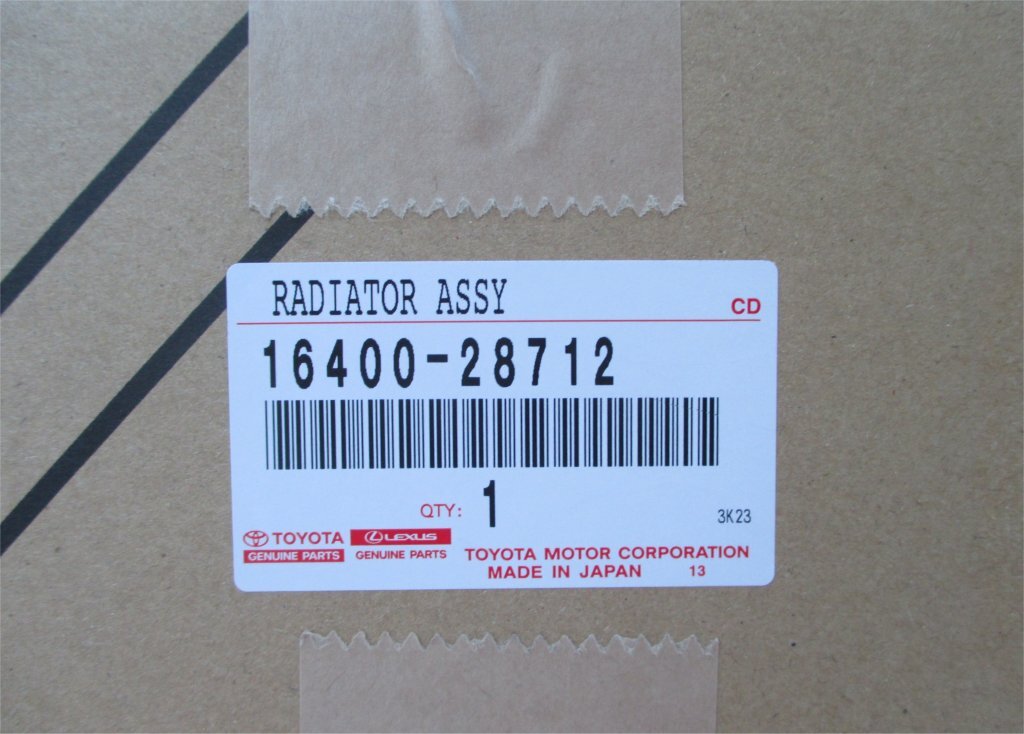 RADIATOR ASSY CD
16400-28712
QTY: 1
3K23
TOYOTA LEXUS
GENUINE PARTS GENUINE PARTS
TOYOTA MOTOR CORPORATION
MADE IN JAPAN 13